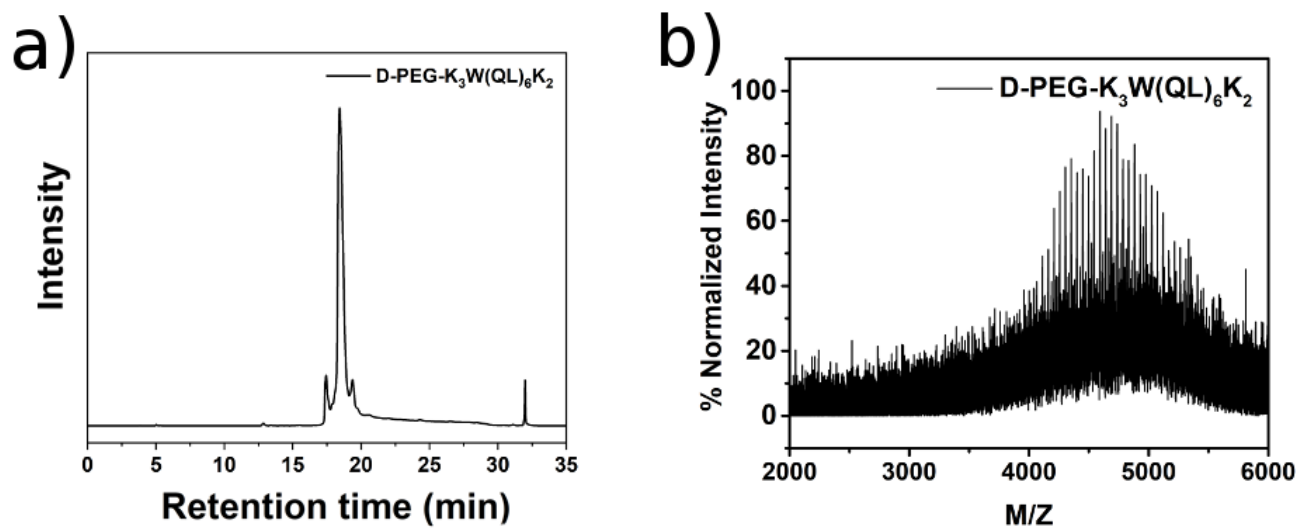 a)
D-PEG-K₃W(QL)₆K₂
Intensity
0 5 10 15 20 25 30 35
Retention time (min)
b)
D-PEG-K₃W(QL)₆K₂
% Normalized Intensity
100
80
60
40
20
0
2000 3000 4000 5000 6000
M/Z